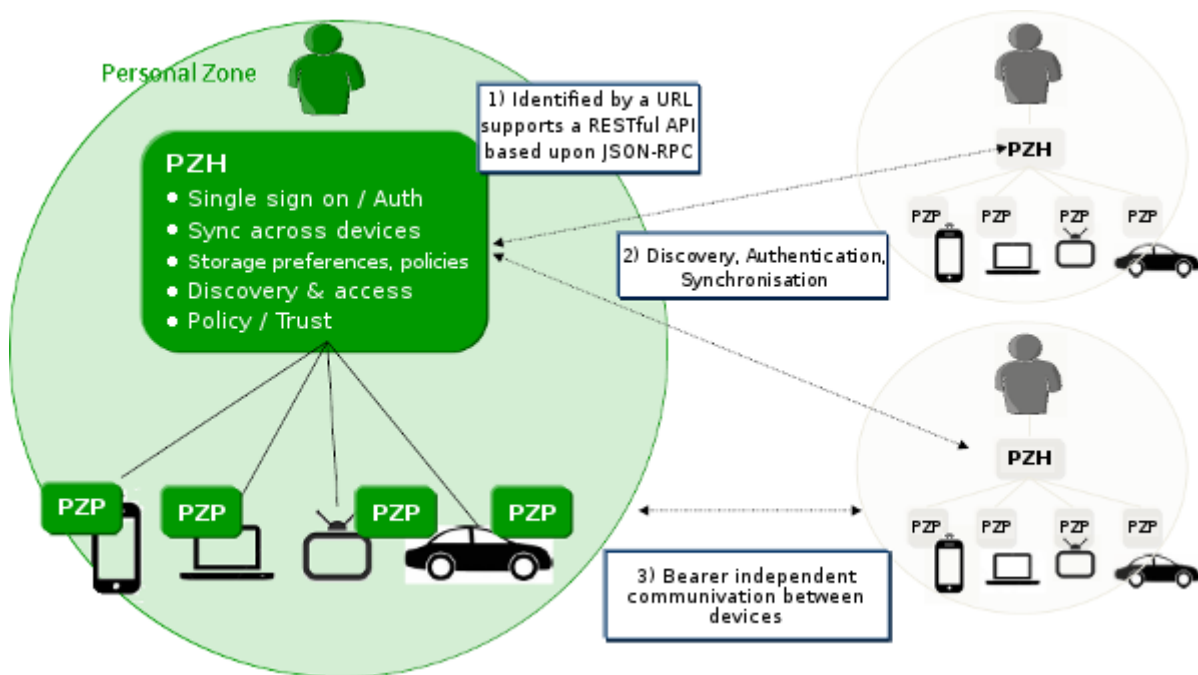 Personal Zone
1) Identified by a URL
supports a RESTful API
based upon JSON-RPC
PZH
● Single sign on / Auth
● Sync across devices
● Storage preferences, policies
● Discovery & access
● Policy / Trust
PZP
PZP
PZP
PZP
2) Discovery, Authentication,
Synchronisation
3) Bearer independent
communivation between
devices
PZH
PZP
PZP
PZP
PZP
PZH
PZP
PZP
PZP
PZP